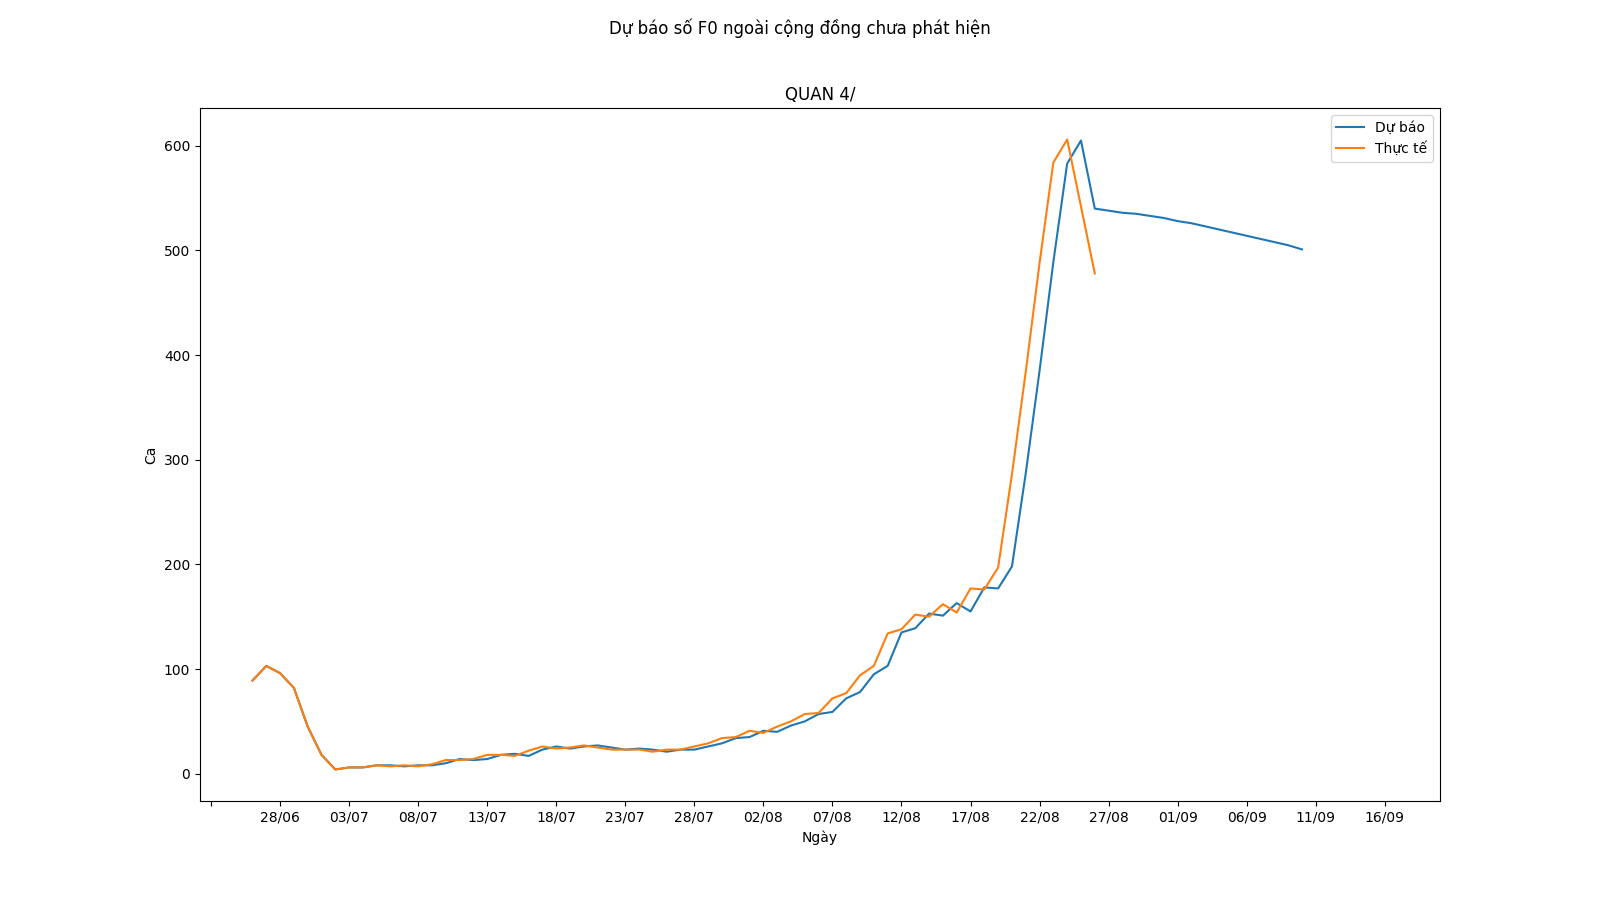 Dự báo số F0 ngoài cộng đồng chưa phát hiện
QUAN 4/
Dự báo
Thực tế
600
500
400
300
200
100
0
Ca
28/06 03/07 08/07 13/07 18/07 23/07 28/07 02/08 07/08 12/08 17/08 22/08 27/08 01/09 06/09 11/09 16/09
Ngày